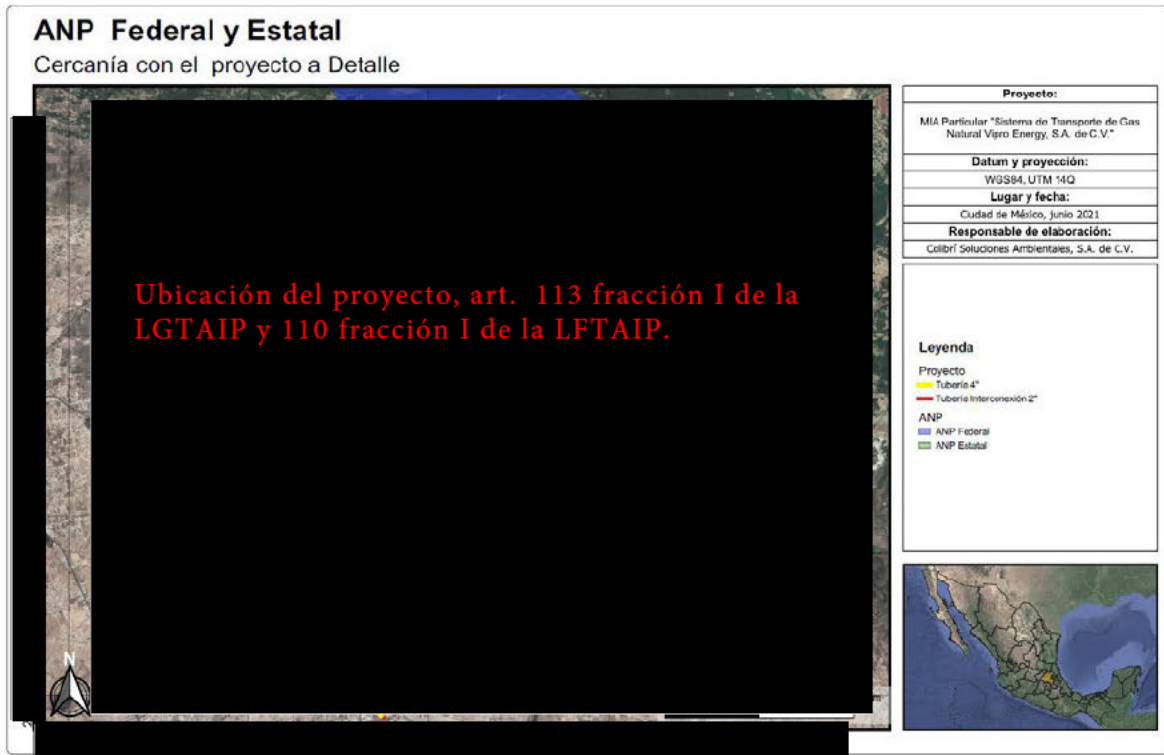 ANP Federal y Estatal
Cercanía con el proyecto a Detalle
Ubicación del proyecto, art. 113 fracción I de la
LGTAIP y 110 fracción I de la LFTAIP.
N
Proyecto:
MIA Particular "Sistema de Transporte de Gas
Natural Vipro Energy, S.A. de C.V."
Datum y proyección:
WGS84, UTM 14Q
Lugar y fecha:
Ciudad de México, junio 2021
Responsable de elaboración:
Colibrí Soluciones Ambientales, S.A. de C.V.
Leyenda
Proyecto
Tubería 4"
Tubería Interconexión 2"
ANP
ANP Federal
ANP Estatal